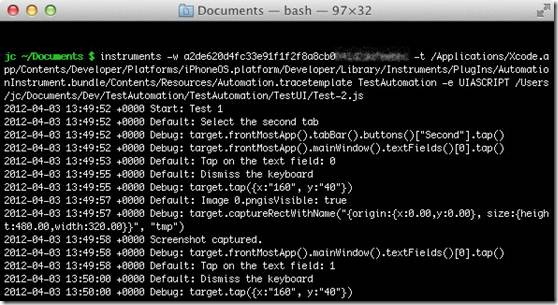 Documents — bash — 97×32
jc ~/Documents $ instruments -w a2de620d4fc33e91f1f2f8a8cb0 -t /Applications/Xcode.a
pp/Contents/Developer/Platforms/iPhoneOS.platform/Developer/Library/Instruments/PlugIns/Automation
Instrument.bundle/Contents/Resources/Automation.tracetemplate TestAutomation -e UIASCRIPT /Users
/jc/Documents/Dev/TestAutomation/TestUI/Test-2.js
2012-04-03 13:49:52 +0000 Start: Test 1
2012-04-03 13:49:52 +0000 Default: Select the second tab
2012-04-03 13:49:52 +0000 Debug: target.frontMostApp().tabBar().buttons()["Second"].tap()
2012-04-03 13:49:52 +0000 Debug: target.frontMostApp().mainWindow().textFields()[0].tap()
2012-04-03 13:49:53 +0000 Default: Tap on the text field: 0
2012-04-03 13:49:55 +0000 Default: Dismiss the keyboard
2012-04-03 13:49:55 +0000 Debug: target.tap({x:"160", y:"40"})
2012-04-03 13:49:57 +0000 Default: Image 0.pngisVisible: true
2012-04-03 13:49:57 +0000 Debug: target.captureRectWithName("{origin:{x:0.00,y:0.00}, size:{heigh
t:480.00,width:320.00}}", "tmp")
2012-04-03 13:49:58 +0000 Screenshot captured.
2012-04-03 13:49:58 +0000 Debug: target.frontMostApp().mainWindow().textFields()[0].tap()
2012-04-03 13:49:58 +0000 Default: Tap on the text field: 1
2012-04-03 13:50:00 +0000 Default: Dismiss the keyboard
2012-04-03 13:50:00 +0000 Debug: target.tap({x:"160", y:"40"})